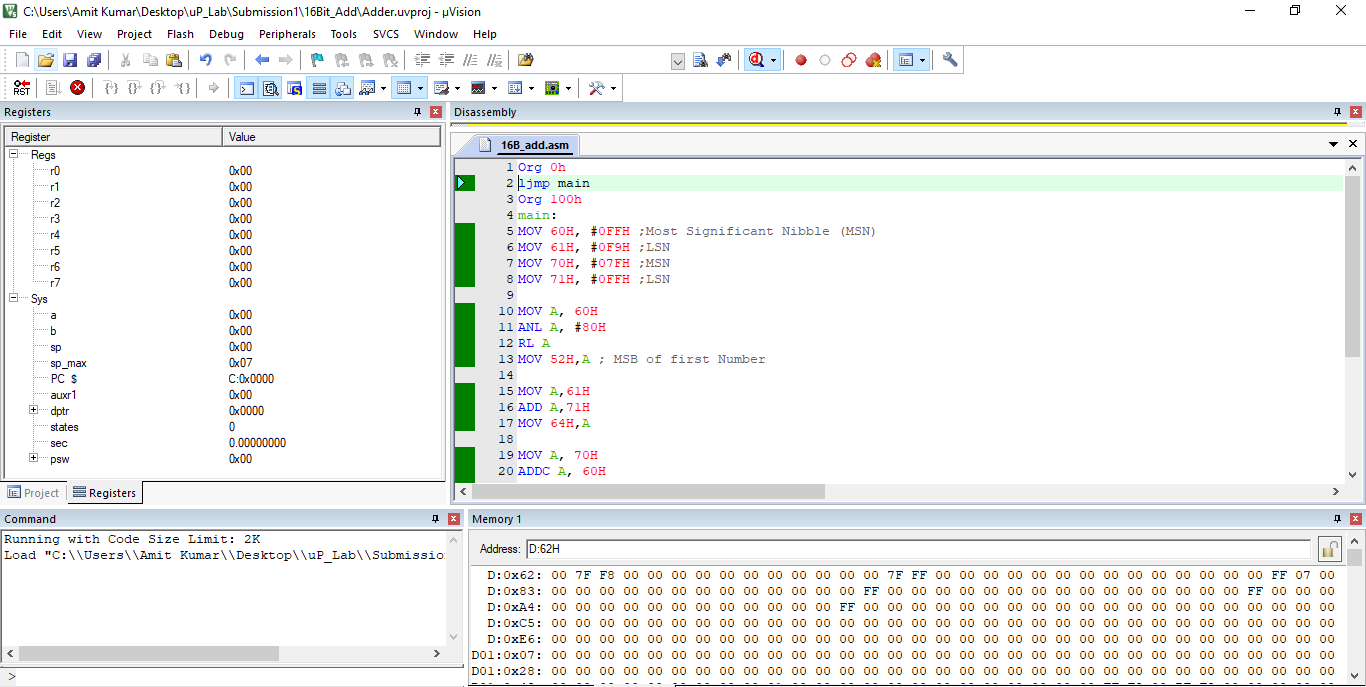 C:\Users\Amit Kumar\Desktop\uP_Lab\Submission1\16Bit_Add\Adder.uvproj - µVision
File Edit View Project Flash Debug Peripherals Tools SVCS Window Help
RST
Registers
Register Value
Regs
r0 0x00
r1 0x00
r2 0x00
r3 0x00
r4 0x00
r5 0x00
r6 0x00
r7 0x00
Sys
a 0x00
b 0x00
sp 0x00
sp_max 0x07
PC $ C:0x0000
auxr1 0x00
dptr 0x0000
states 0
sec 0.00000000
psw 0x00
Project Registers
Disassembly
16B_add.asm
1 Org 0h
2 ljmp main
3 Org 100h
4 main:
5 MOV 60H, #0FFH ;Most Significant Nibble (MSN)
6 MOV 61H, #0F9H ;LSN
7 MOV 70H, #07FH ;MSN
8 MOV 71H, #0FFH ;LSN
9
10 MOV A, 60H
11 ANL A, #80H
12 RL A
13 MOV 52H,A ; MSB of first Number
14
15 MOV A,61H
16 ADD A,71H
17 MOV 64H,A
18
19 MOV A, 70H
20 ADDC A, 60H
Command
Running with Code Size Limit: 2K
Load "C:\\Users\\Amit Kumar\\Desktop\\uP_Lab\\Submissio
>
Memory 1
Address: D:62H
D:0x62: 00 7F F8 00 00 00 00 00 00 00 00 00 00 00 7F FF 00 00 00 00 00 00 00 00 00 00 00 00 00 00 FF 07 00
D:0x83: 00 00 00 00 00 00 00 00 00 00 00 00 00 FF 00 00 00 00 00 00 00 00 00 00 00 00 00 00 00 FF 00 00 00
D:0xA4: 00 00 00 00 00 00 00 00 00 00 00 00 FF 00 00 00 00 00 00 00 00 00 00 00 00 00 00 00 00 00 00 00 00
D:0xC5: 00 00 00 00 00 00 00 00 00 00 00 00 00 00 00 00 00 00 00 00 00 00 00 00 00 00 00 00 00 00 00 00 00
D:0xE6: 00 00 00 00 00 00 00 00 00 00 00 00 00 00 00 00 00 00 00 00 00 00 00 00 00 00 00 00 00 00 00 00 00
D01:0x07: 00 00 00 00 00 00 00 00 00 00 00 00 00 00 00 00 00 00 00 00 00 00 00 00 00 00 00 00 00 00 00 00 00
D01:0x28: 00 00 00 00 00 00 00 00 00 00 00 00 00 00 00 00 00 00 00 00 00 00 00 00 00 00 00 00 00 00 00 00 00